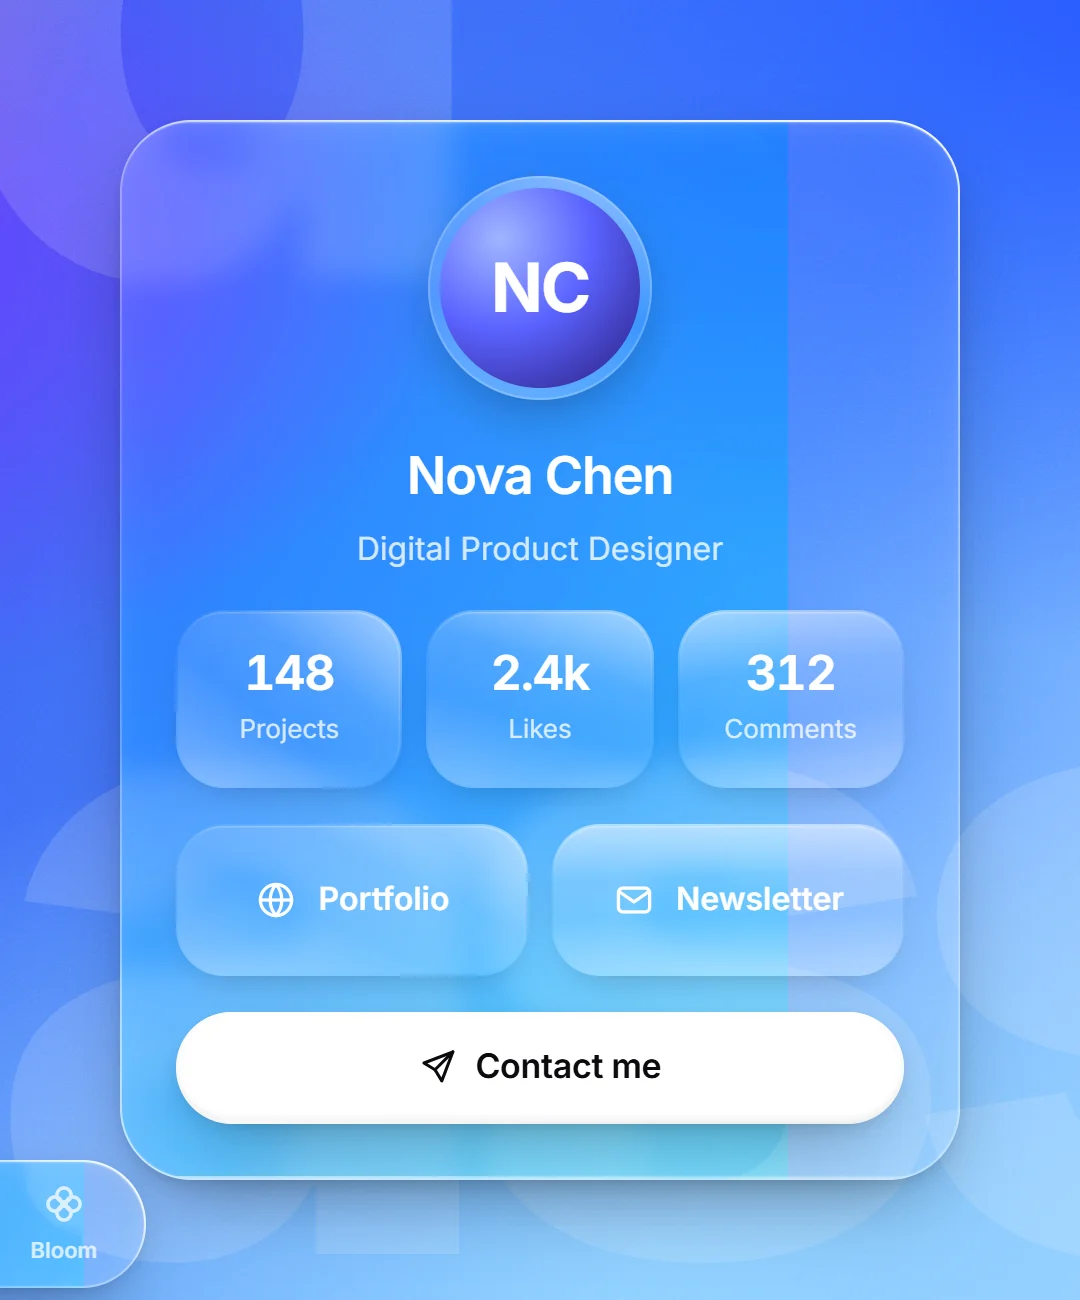 NC
Nova Chen
Digital Product Designer
148
Projects
2.4k
Likes
312
Comments
Portfolio
Newsletter
Contact me
Bloom